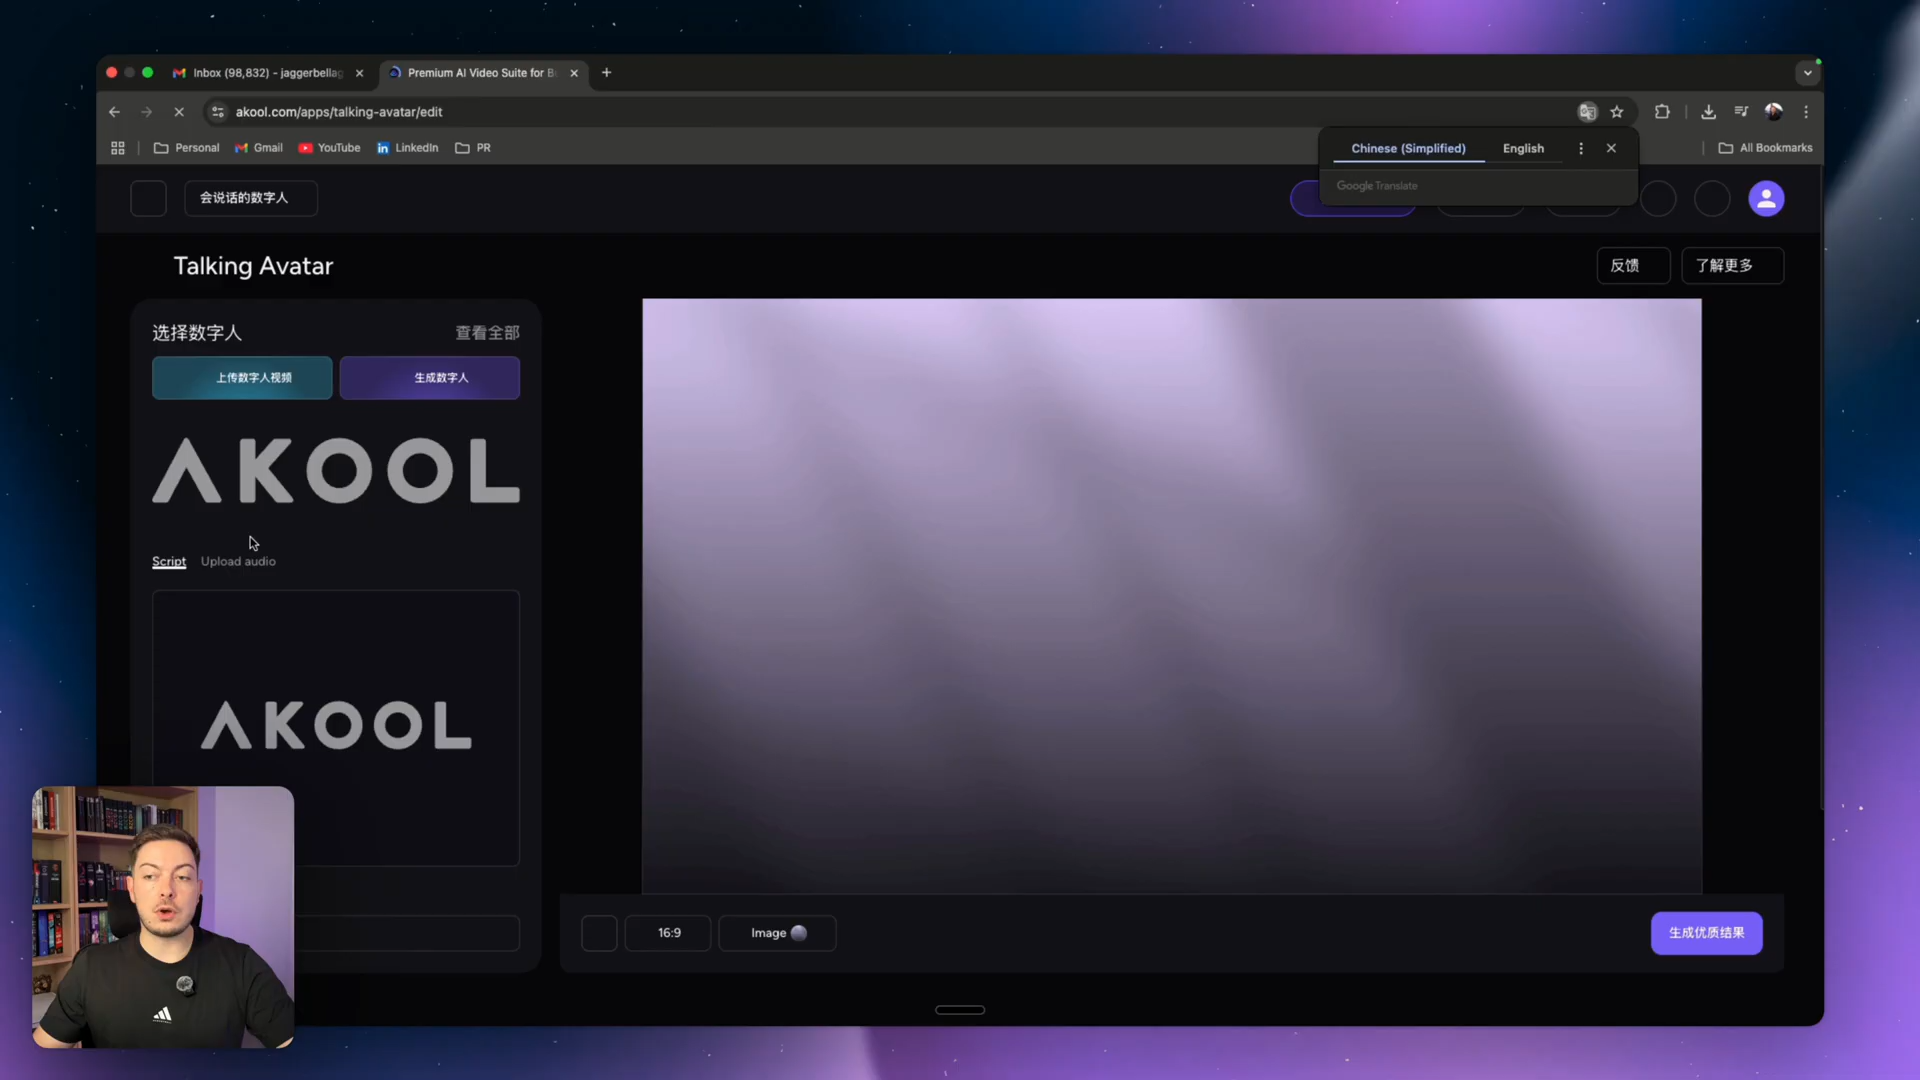 Inbox (98,832) - jaggerbellag
Premium AI Video Suite for B
akool.com/apps/talking-avatar/edit
Personal
Gmail
YouTube
LinkedIn
PR
All Bookmarks
Chinese (Simplified)
English
Google Translate
会说话的数字人
Talking Avatar
反馈
了解更多
选择数字人
查看全部
上传数字人视频
生成数字人
AKOOL
Script
Upload audio
AKOOL
16:9
Image
生成优质结果